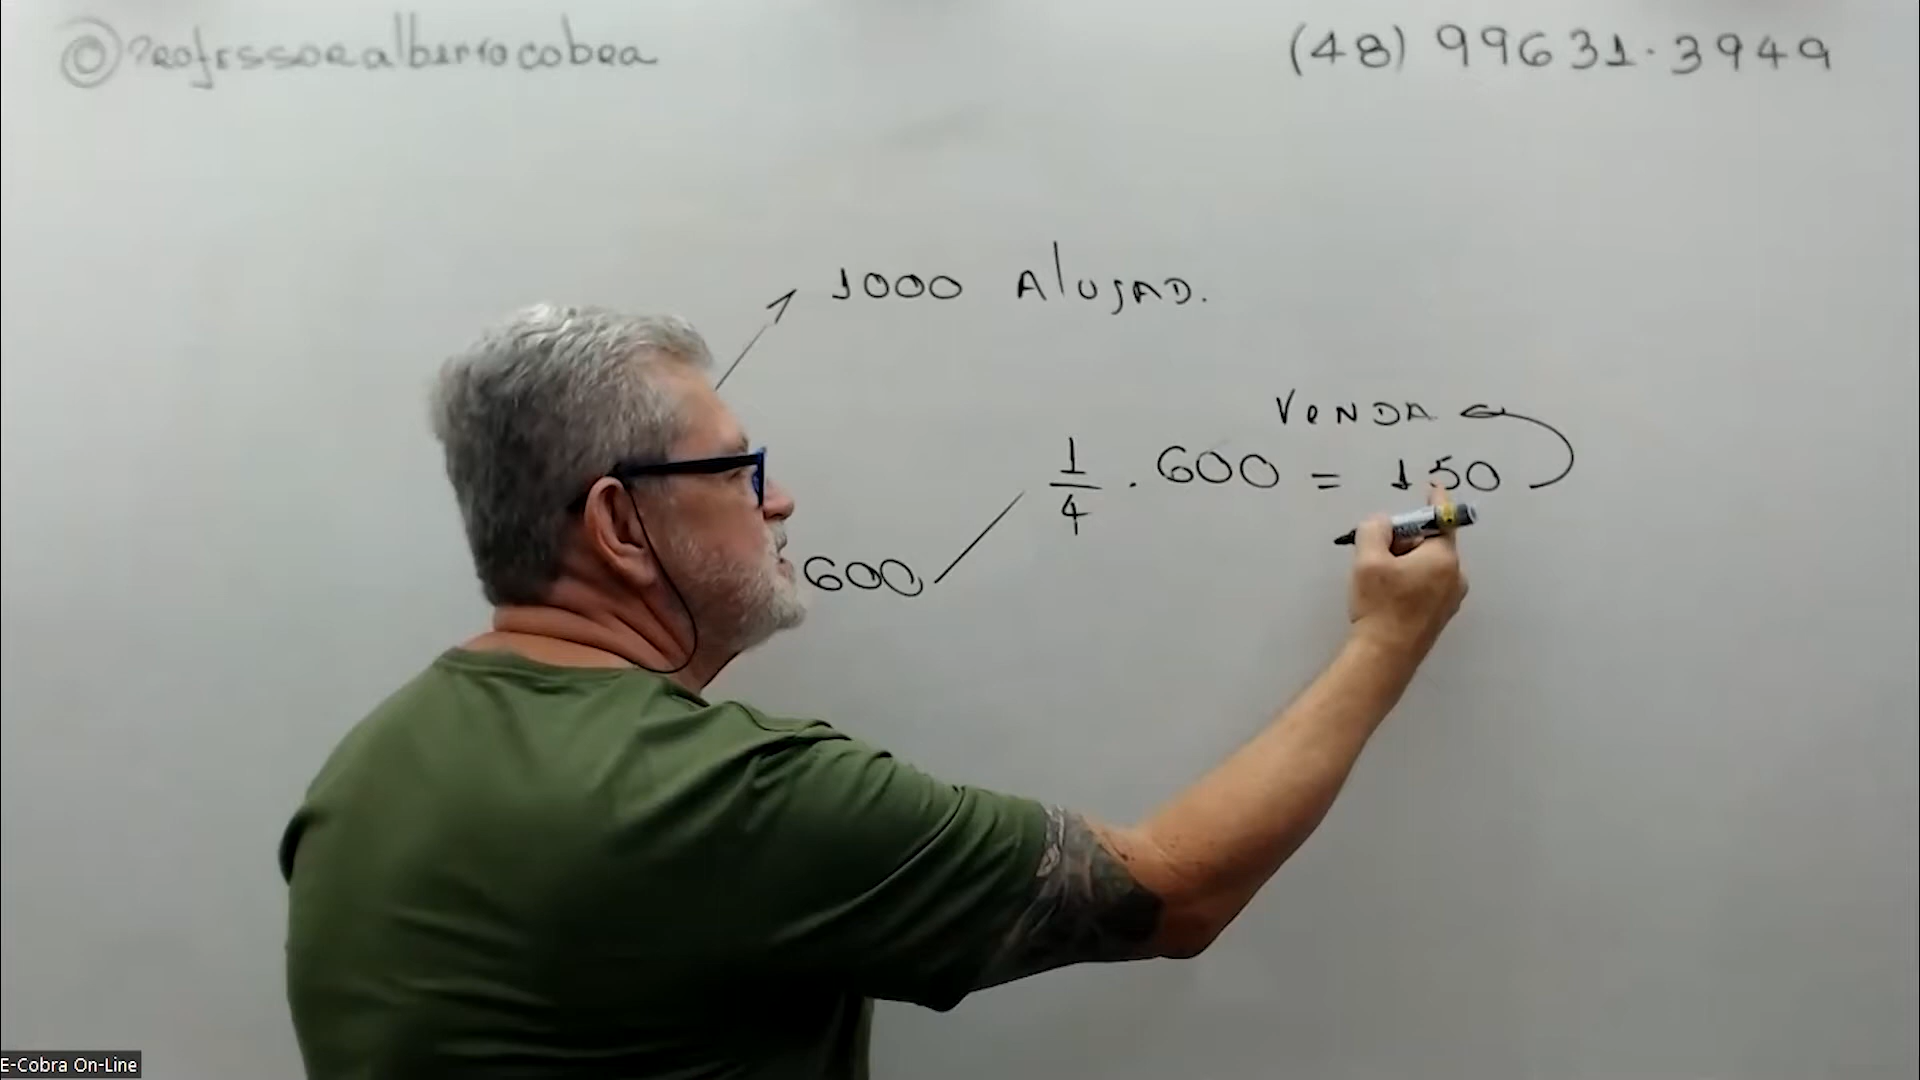 @professoralbertocobra
(48) 99631.3949
1000 Alugad.
VeNDA
1/4 . 600 = 150
600
E-Cobra On-Line